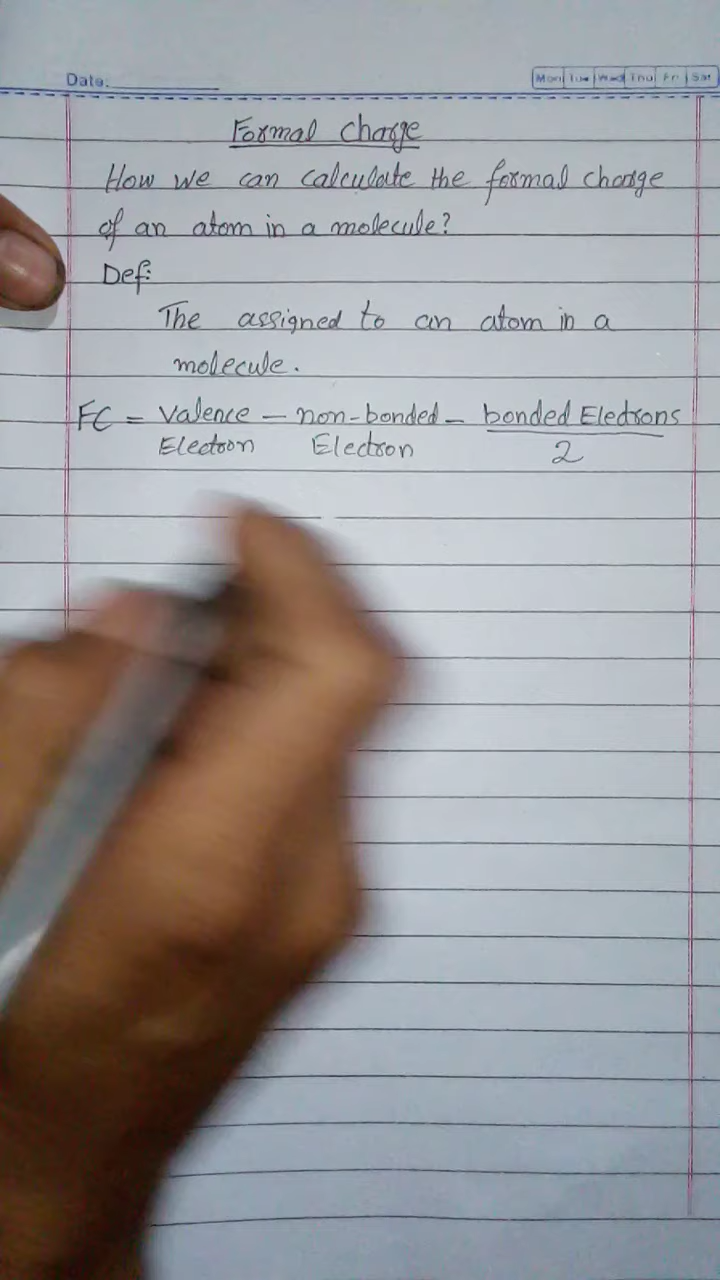 Date:
Mon Tue Wed Thu Fri Sat
Formal Charge
How we can calculate the formal charge
of an atom in a molecule?
Def:
The assigned to an atom in a
molecule.
FC = Valence – non-bonded – bonded Electrons
Electron Electron 2